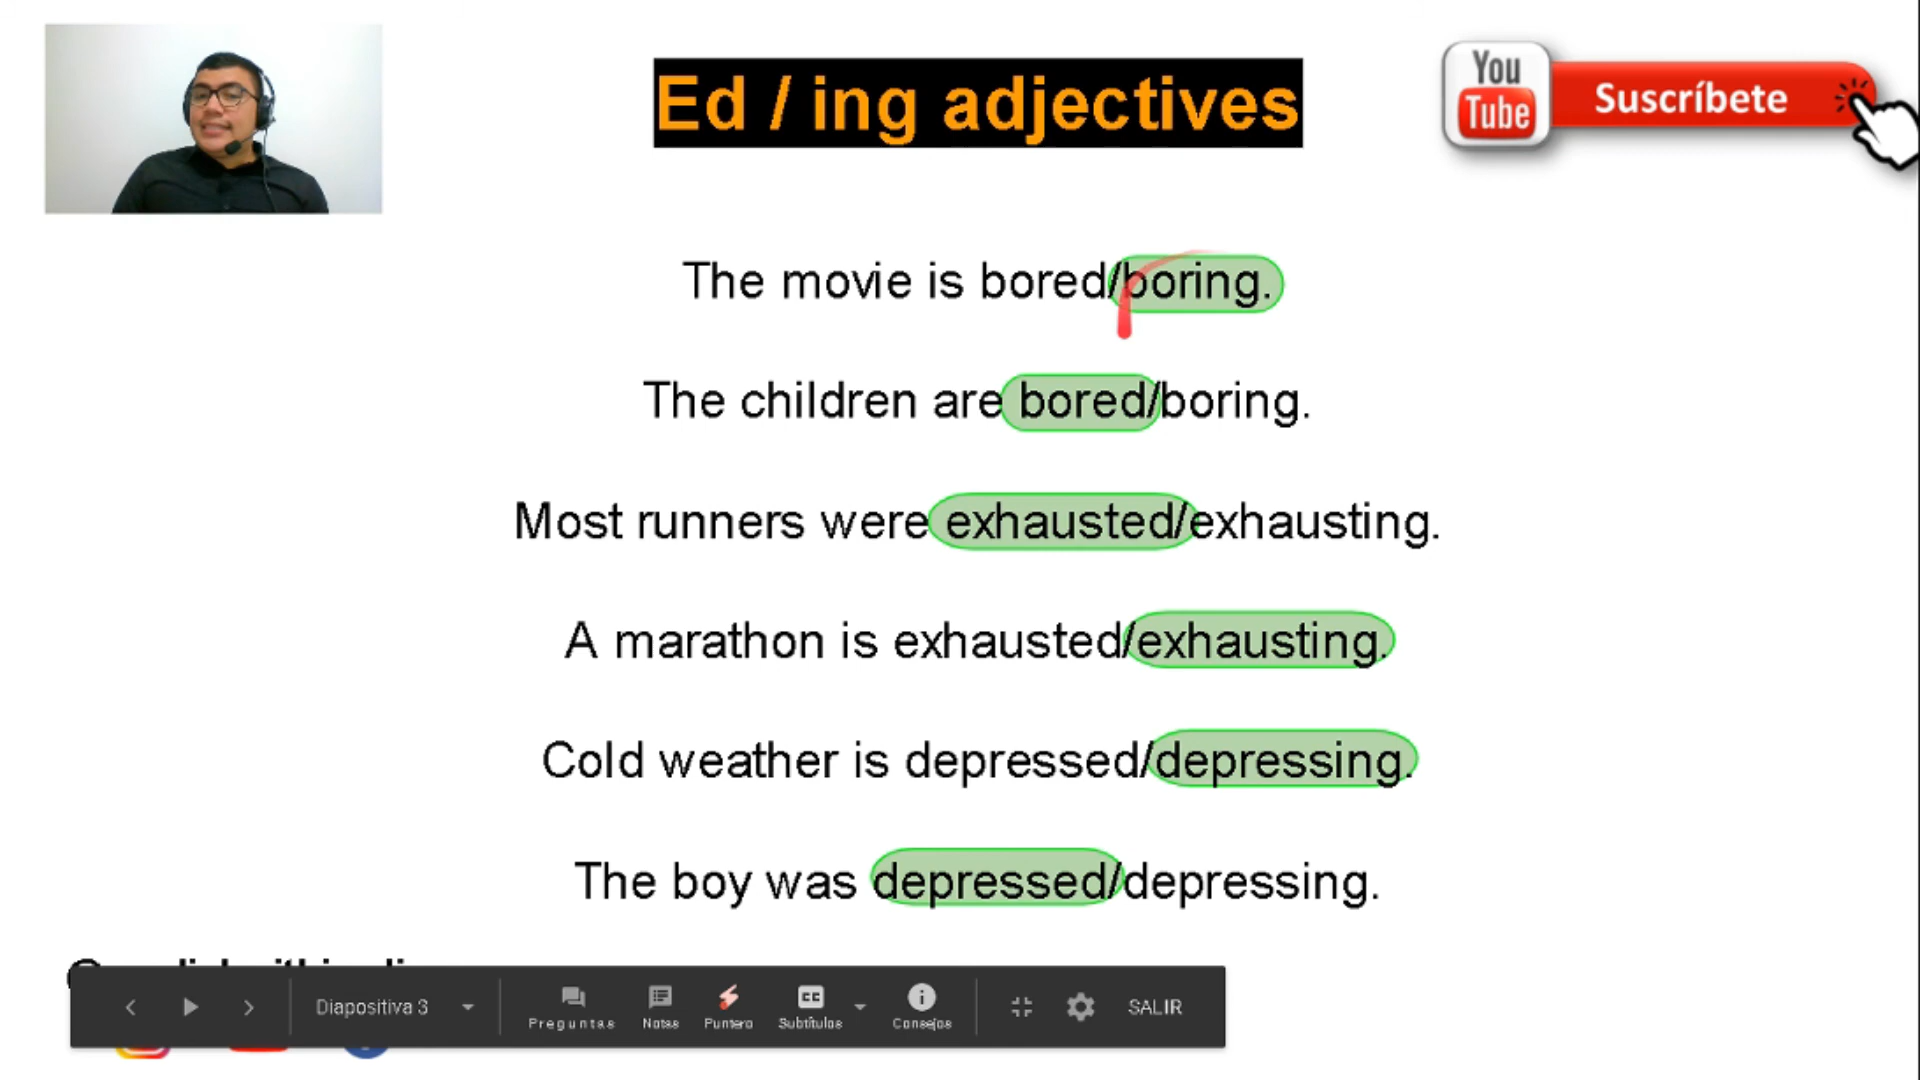 Ed / ing adjectives
You
Tube
Suscríbete
The movie is bored/boring.
The children are bored/boring.
Most runners were exhausted/exhausting.
A marathon is exhausted/exhausting.
Cold weather is depressed/depressing.
The boy was depressed/depressing.
Diapositiva 3
Preguntas
Notas
Puntero
CC
Subtítulos
Consejos
SALIR